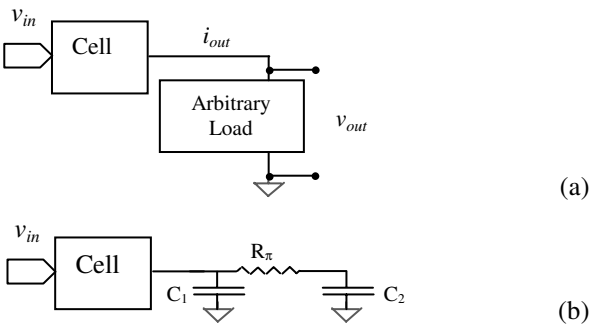 v_in
Cell
i_out
Arbitrary
Load
v_out
(a)
v_in
Cell
R_π
C_1
C_2
(b)